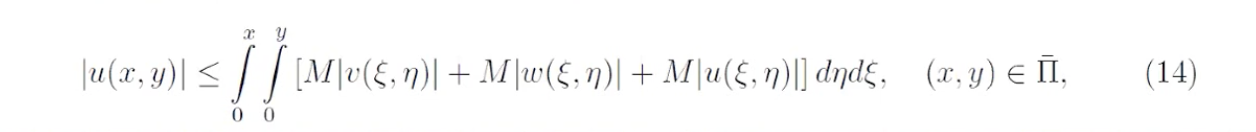 |u(x, y)| ≤ ∫₀ˣ ∫₀ʸ [M|v(ξ, η)| + M|w(ξ, η)| + M|u(ξ, η)|] dηdξ, (x, y) ∈ Π̄, (14)